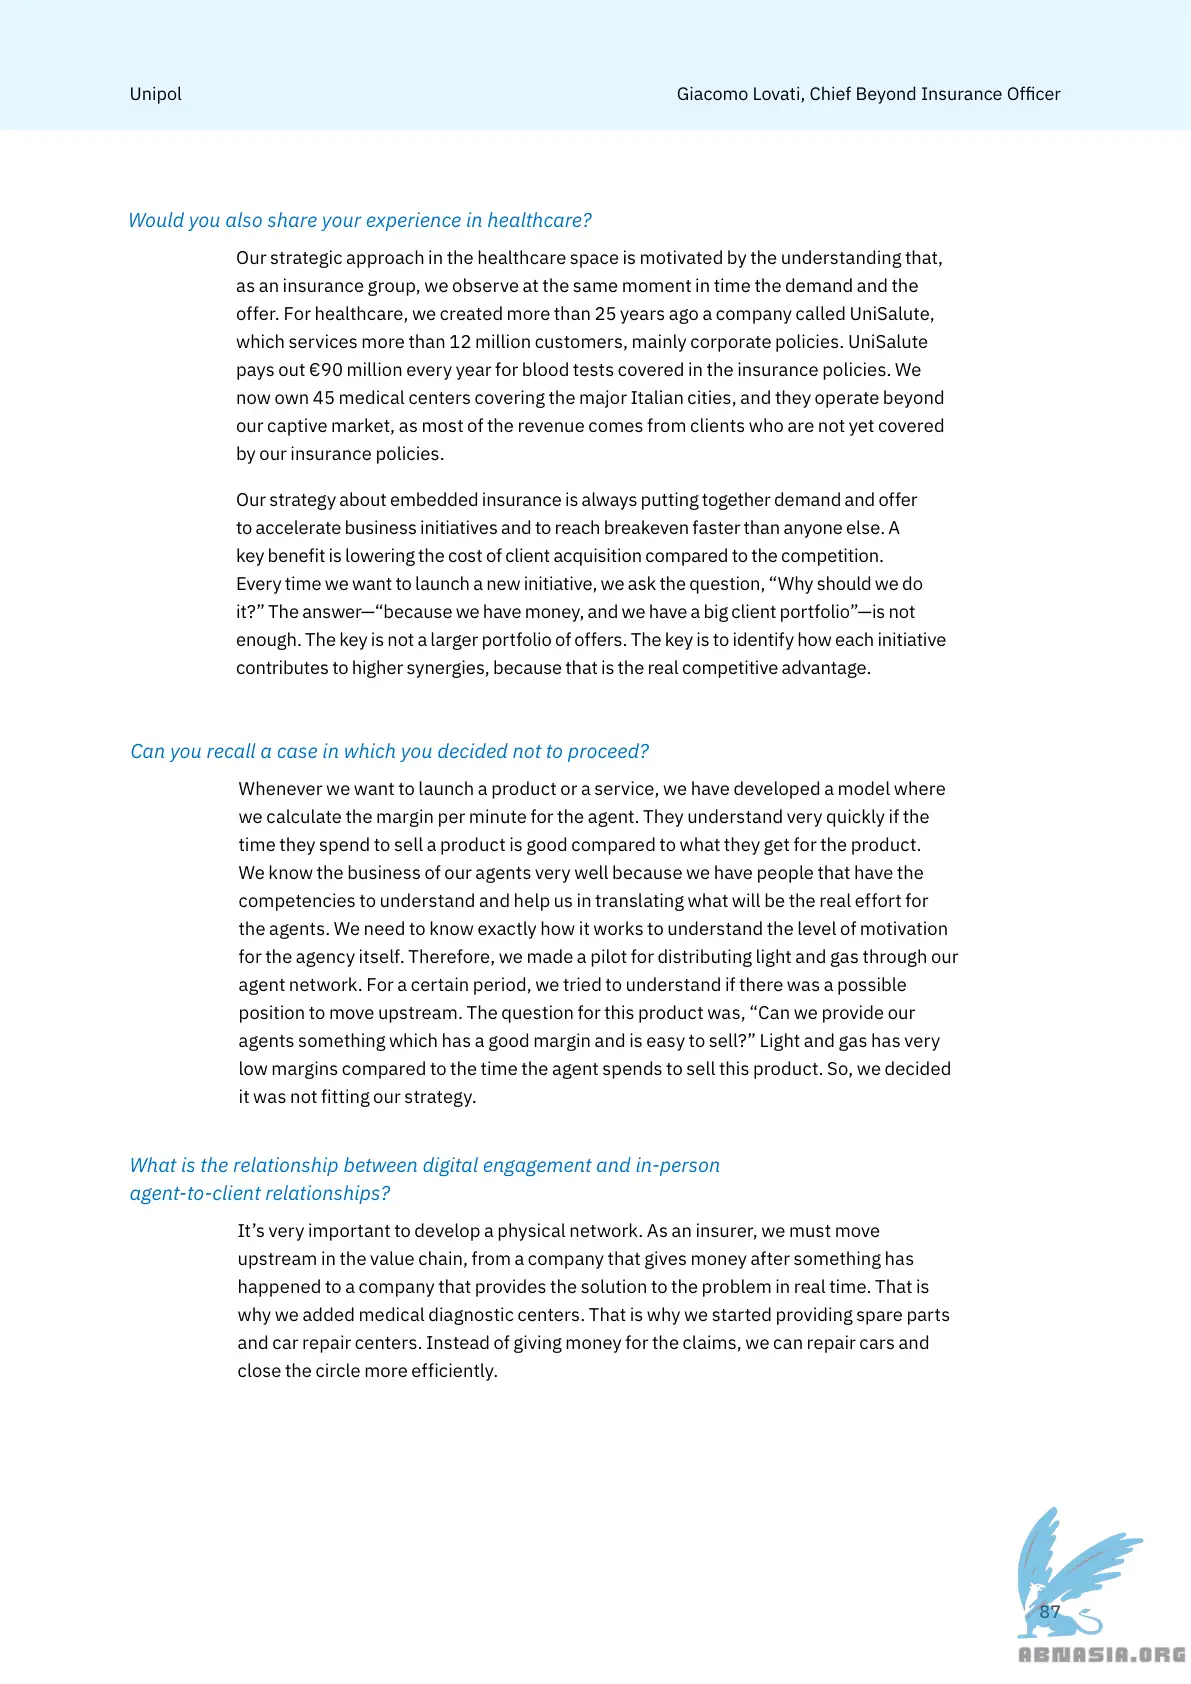 Unipol
Giacomo Lovati, Chief Beyond Insurance Officer
Would you also share your experience in healthcare?
Our strategic approach in the healthcare space is motivated by the understanding that,
as an insurance group, we observe at the same moment in time the demand and the
offer. For healthcare, we created more than 25 years ago a company called UniSalute,
which services more than 12 million customers, mainly corporate policies. UniSalute
pays out €90 million every year for blood tests covered in the insurance policies. We
now own 45 medical centers covering the major Italian cities, and they operate beyond
our captive market, as most of the revenue comes from clients who are not yet covered
by our insurance policies.
Our strategy about embedded insurance is always putting together demand and offer
to accelerate business initiatives and to reach breakeven faster than anyone else. A
key benefit is lowering the cost of client acquisition compared to the competition.
Every time we want to launch a new initiative, we ask the question, “Why should we do
it?” The answer—“because we have money, and we have a big client portfolio”—is not
enough. The key is not a larger portfolio of offers. The key is to identify how each initiative
contributes to higher synergies, because that is the real competitive advantage.
Can you recall a case in which you decided not to proceed?
Whenever we want to launch a product or a service, we have developed a model where
we calculate the margin per minute for the agent. They understand very quickly if the
time they spend to sell a product is good compared to what they get for the product.
We know the business of our agents very well because we have people that have the
competencies to understand and help us in translating what will be the real effort for
the agents. We need to know exactly how it works to understand the level of motivation
for the agency itself. Therefore, we made a pilot for distributing light and gas through our
agent network. For a certain period, we tried to understand if there was a possible
position to move upstream. The question for this product was, “Can we provide our
agents something which has a good margin and is easy to sell?” Light and gas has very
low margins compared to the time the agent spends to sell this product. So, we decided
it was not fitting our strategy.
What is the relationship between digital engagement and in-person
agent-to-client relationships?
It’s very important to develop a physical network. As an insurer, we must move
upstream in the value chain, from a company that gives money after something has
happened to a company that provides the solution to the problem in real time. That is
why we added medical diagnostic centers. That is why we started providing spare parts
and car repair centers. Instead of giving money for the claims, we can repair cars and
close the circle more efficiently.
87
ABNASIA.ORG